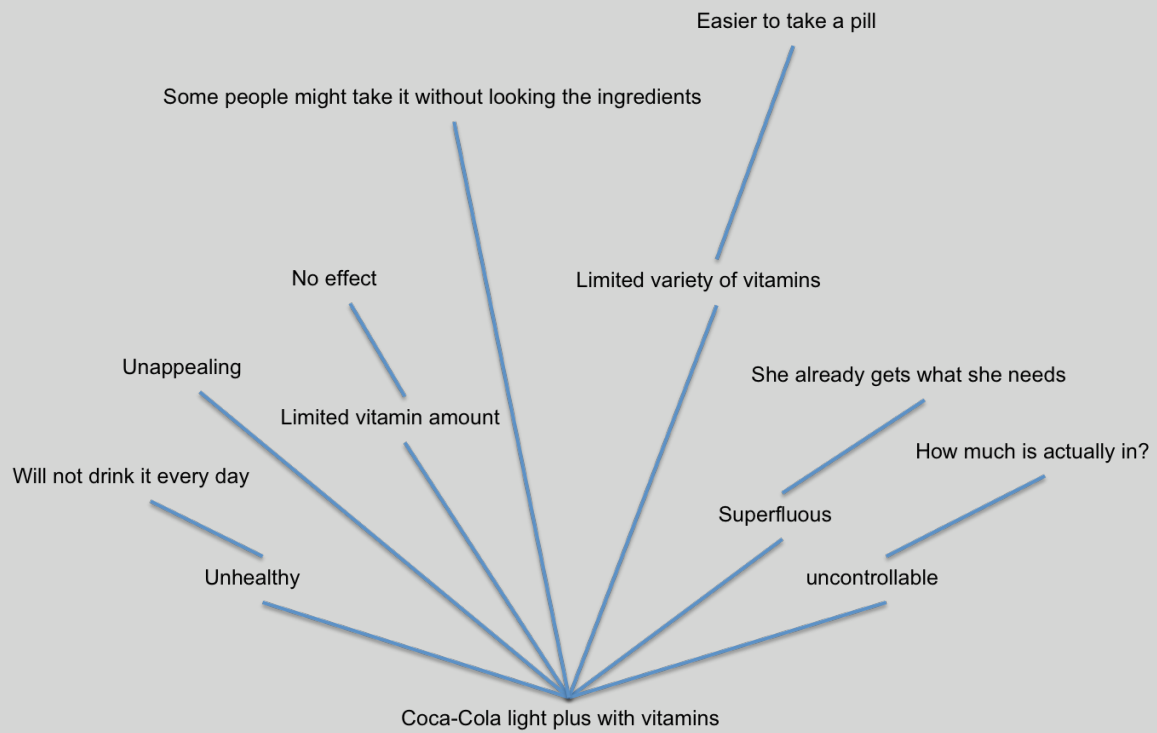 Easier to take a pill
Some people might take it without looking the ingredients
No effect
Limited variety of vitamins
Unappealing
She already gets what she needs
Limited vitamin amount
How much is actually in?
Will not drink it every day
Superfluous
Unhealthy
uncontrollable
Coca-Cola light plus with vitamins